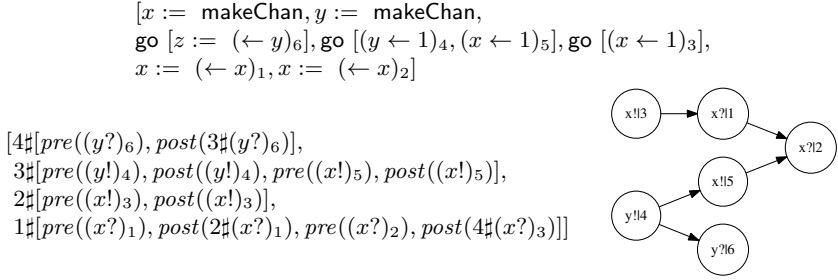 [x := makeChan, y := makeChan,
go [z := (← y)₆], go [(y ← 1)₄, (x ← 1)₅], go [(x ← 1)₃],
x := (← x)₁, x := (← x)₂]
[4♯[pre((y?)₆), post(3♯(y?)₆)],
3♯[pre((y!)₄), post((y!)₄), pre((x!)₅), post((x!)₅)],
2♯[pre((x!)₃), post((x!)₃)],
1♯[pre((x?)₁), post(2♯(x?)₁), pre((x?)₂), post(4♯(x?)₃)]]
x!|3
x?|1
x?|2
x!|5
y!|4
y?|6